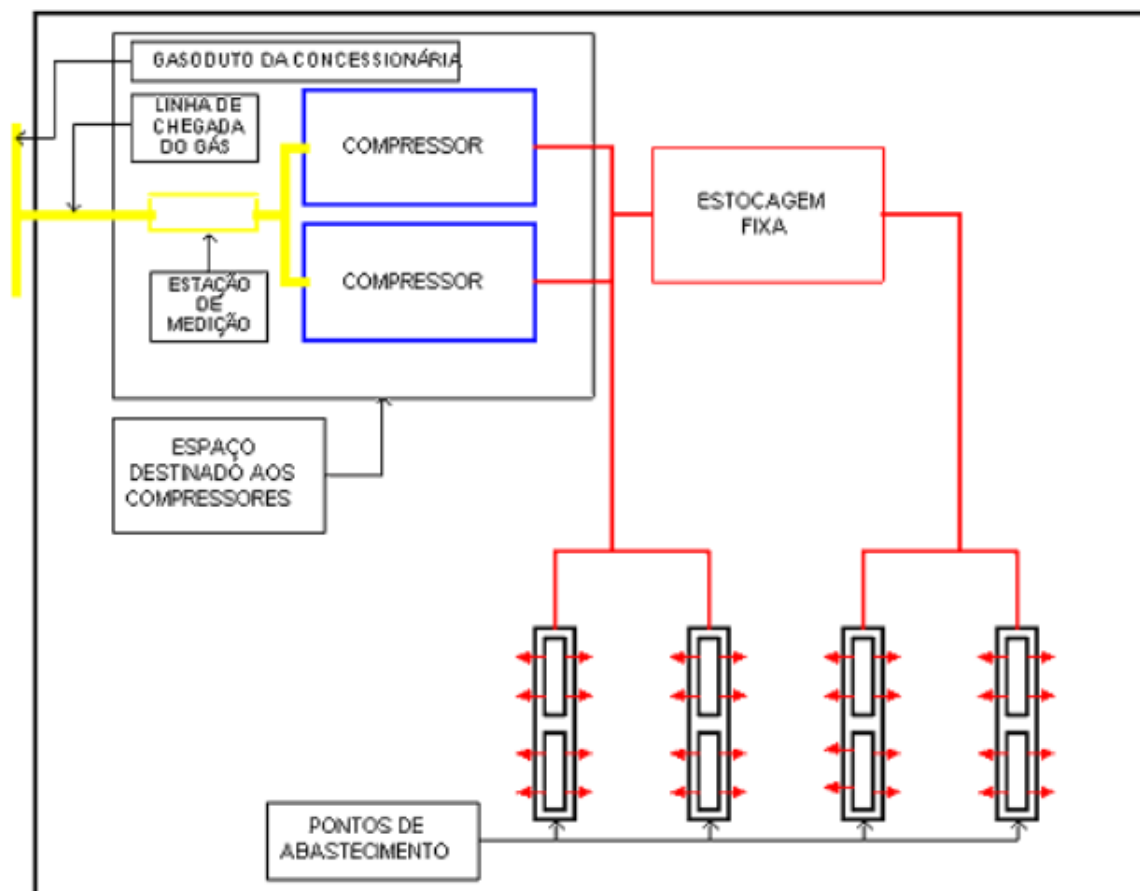 GASODUTO DA CONCESSIONÁRIA
LINHA DE
CHEGADA
DO GÁS
COMPRESSOR
COMPRESSOR
ESTAÇÃO
DE
MEDIÇÃO
ESTOCAGEM
FIXA
ESPAÇO
DESTINADO AOS
COMPRESSORES
PONTOS DE
ABASTECIMENTO